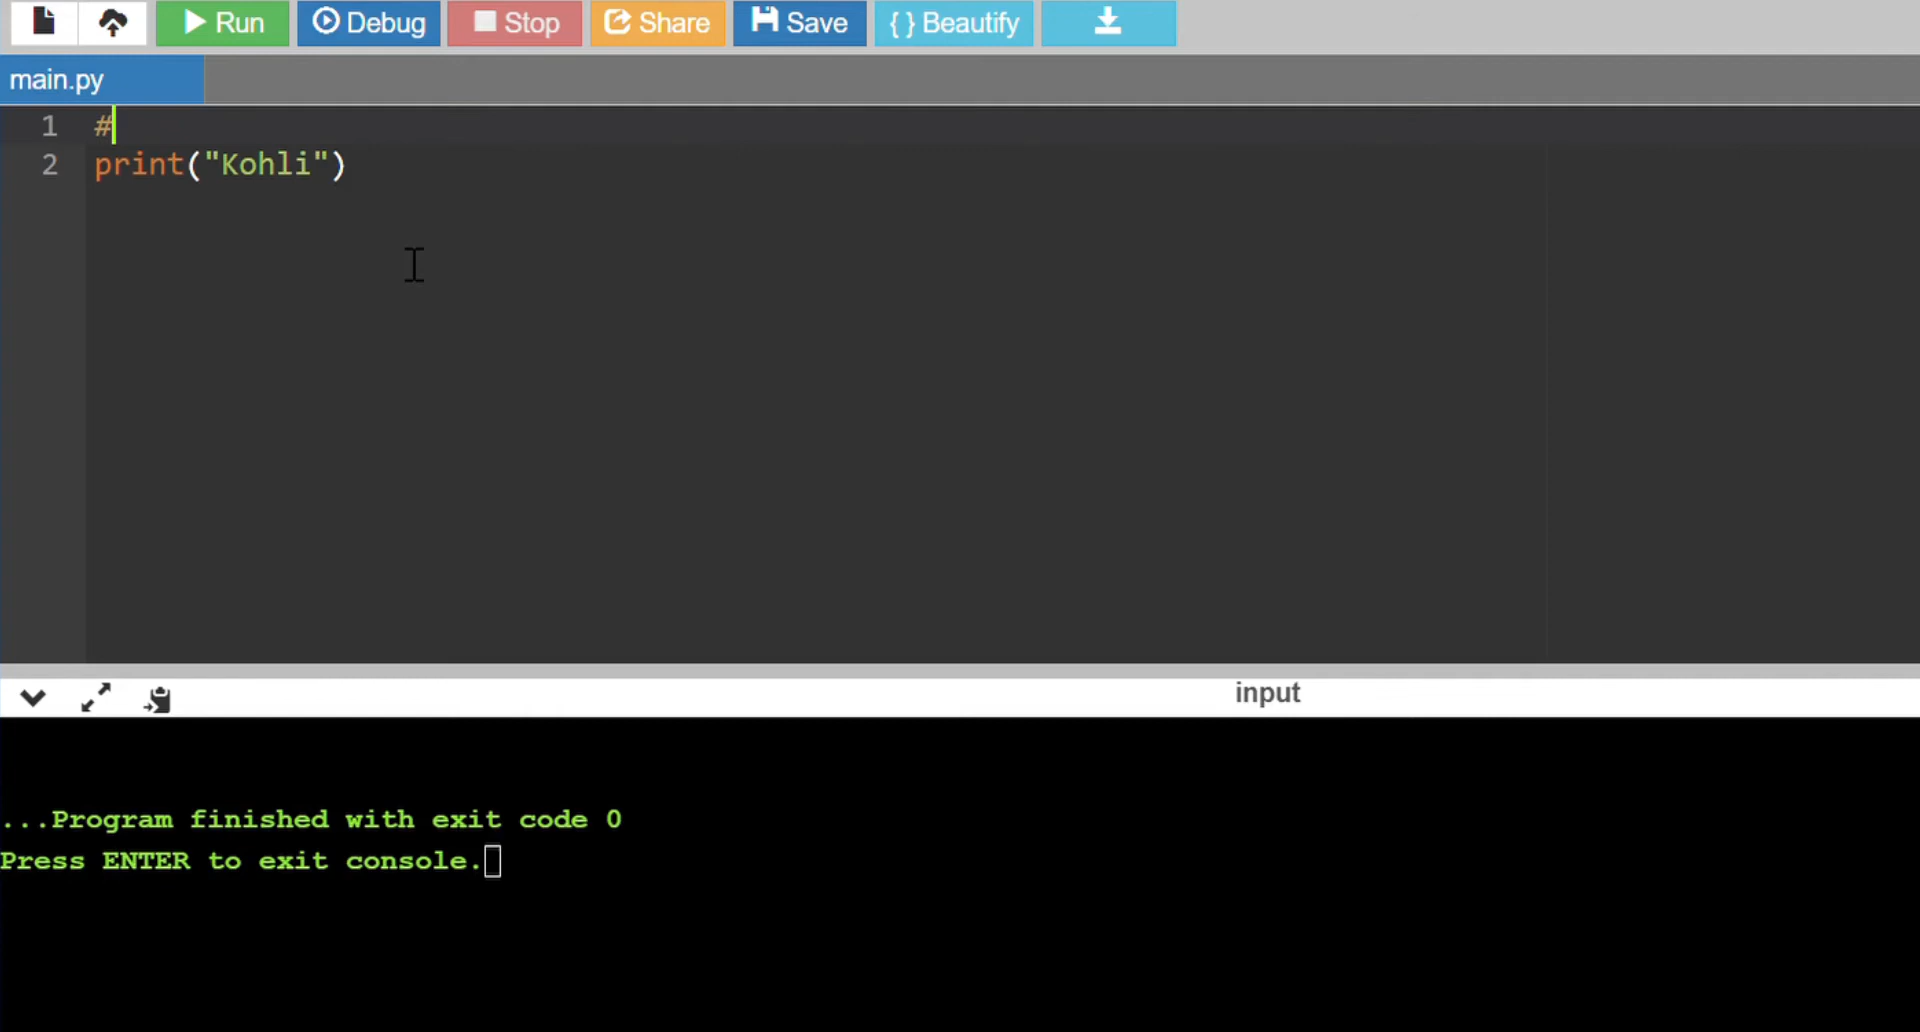 Run Debug Stop Share Save { } Beautify
main.py
1 #
2 print("Kohli")
input
...Program finished with exit code 0
Press ENTER to exit console.